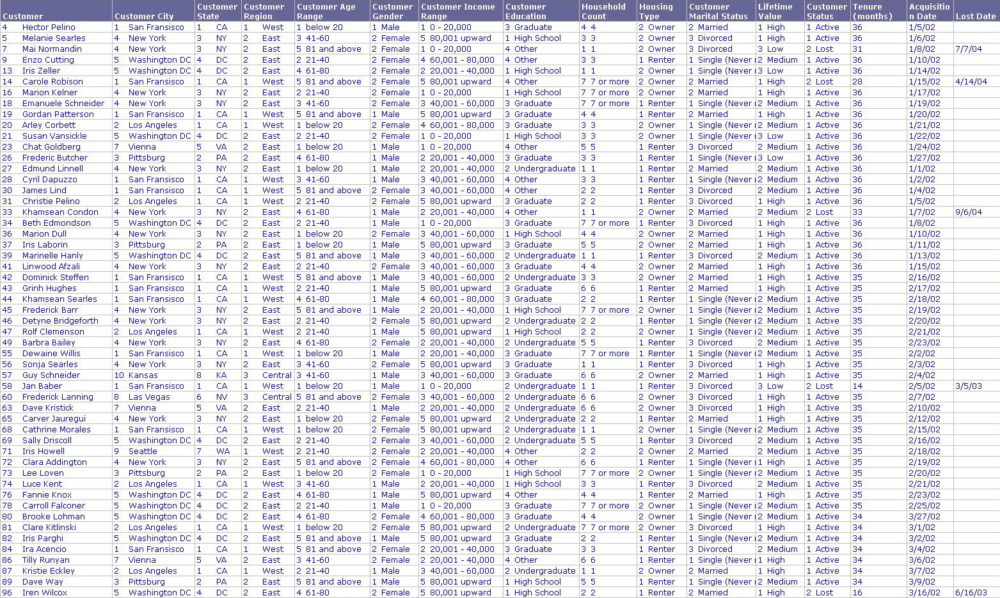 Customer Customer City Customer State Customer Region Customer Age Range Customer Gender Customer Income Range Customer Education Household Count Housing Type Customer Marital Status Lifetime Value Customer Status Tenure (months) Acquisitio n Date Lost Date
4 Hector Pelino 1 San Fransisco 1 CA 1 West 1 below 20 1 Male 1 0 - 20,000 3 Graduate 4 4 2 Owner 2 Married 1 High 1 Active 36 1/5/02
5 Melanie Searles 4 New York 3 NY 2 East 3 41-60 2 Female 5 80,001 upward 1 High School 3 3 2 Owner 3 Divorced 1 High 1 Active 36 1/6/02
7 Mai Normandin 4 New York 3 NY 2 East 5 81 and above 2 Female 1 0 - 20,000 4 Other 1 1 2 Owner 3 Divorced 3 Low 2 Lost 31 1/8/02 7/7/04
9 Enzo Cutting 5 Washington DC 4 DC 2 East 2 21-40 2 Female 4 60,001 - 80,000 4 Other 3 3 1 Renter 1 Single (Never 2 Medium 1 Active 36 1/10/02
13 Iris Zeller 5 Washington DC 4 DC 2 East 4 61-80 2 Female 2 20,001 - 40,000 1 High School 1 1 2 Owner 1 Single (Never 3 Low 1 Active 36 1/14/02
14 Carole Robison 1 San Fransisco 1 CA 1 West 5 81 and above 2 Female 5 80,001 upward 4 Other 7 7 or more 2 Owner 2 Married 1 High 2 Lost 28 1/15/02 4/14/04
16 Marion Kelner 4 New York 3 NY 2 East 2 21-40 2 Female 1 0 - 20,000 1 High School 7 7 or more 2 Owner 2 Married 1 High 1 Active 36 1/17/02
18 Emanuele Schneider 4 New York 3 NY 2 East 3 41-60 2 Female 3 40,001 - 60,000 3 Graduate 7 7 or more 1 Renter 1 Single (Never 2 Medium 1 Active 36 1/19/02
19 Gordan Patterson 1 San Fransisco 1 CA 1 West 5 81 and above 1 Male 5 80,001 upward 3 Graduate 4 4 1 Renter 2 Married 1 High 1 Active 36 1/20/02
20 Arley Corbett 2 Los Angeles 1 CA 1 West 1 below 20 2 Female 4 60,001 - 80,000 3 Graduate 3 3 2 Owner 1 Single (Never 2 Medium 1 Active 36 1/21/02
21 Susan Vansickle 5 Washington DC 4 DC 2 East 2 21-40 2 Female 1 0 - 20,000 1 High School 3 3 2 Owner 1 Single (Never 3 Low 1 Active 36 1/22/02
23 Chat Goldberg 7 Vienna 5 VA 2 East 1 below 20 1 Male 1 0 - 20,000 4 Other 5 5 1 Renter 3 Divorced 2 Medium 1 Active 36 1/24/02
26 Frederic Butcher 3 Pittsburg 2 PA 2 East 4 61-80 1 Male 2 20,001 - 40,000 3 Graduate 3 3 1 Renter 1 Single (Never 3 Low 1 Active 36 1/27/02
27 Edmund Linnell 4 New York 3 NY 2 East 1 below 20 1 Male 2 20,001 - 40,000 2 Undergraduate 1 1 1 Renter 2 Married 2 Medium 1 Active 36 1/1/02
28 Cyril Dapuzzo 1 San Fransisco 1 CA 1 West 3 41-60 1 Male 3 40,001 - 60,000 4 Other 3 3 1 Renter 1 Single (Never 2 Medium 1 Active 36 1/2/02
30 James Lind 1 San Fransisco 1 CA 1 West 5 81 and above 2 Female 3 40,001 - 60,000 4 Other 2 2 1 Renter 3 Divorced 2 Medium 1 Active 36 1/4/02
31 Christie Pelino 2 Los Angeles 1 CA 1 West 2 21-40 2 Female 3 40,001 - 60,000 3 Graduate 2 2 1 Renter 3 Divorced 1 High 1 Active 36 1/5/02
33 Khamsean Condon 4 New York 3 NY 2 East 4 61-80 1 Male 2 20,001 - 40,000 4 Other 1 1 2 Owner 2 Married 2 Medium 2 Lost 33 1/7/02 9/6/04
34 Beth Edmondson 5 Washington DC 4 DC 2 East 2 21-40 1 Male 1 0 - 20,000 3 Graduate 7 7 or more 1 Renter 3 Divorced 1 High 1 Active 36 1/8/02
36 Marion Dull 4 New York 3 NY 2 East 1 below 20 2 Female 3 40,001 - 60,000 1 High School 4 4 2 Owner 2 Married 1 High 1 Active 36 1/10/02
37 Iris Laborin 3 Pittsburg 2 PA 2 East 1 below 20 1 Male 5 80,001 upward 3 Graduate 5 5 1 Renter 2 Married 1 High 1 Active 36 1/11/02
39 Marinelle Hanly 5 Washington DC 4 DC 2 East 5 81 and above 2 Female 3 40,001 - 60,000 2 Undergraduate 1 1 1 Renter 3 Divorced 2 Medium 1 Active 36 1/13/02
41 Linwood Afzali 4 New York 3 NY 2 East 2 21-40 2 Female 3 40,001 - 60,000 3 Graduate 4 4 2 Owner 2 Married 1 High 1 Active 36 1/15/02
42 Dominick Steffen 1 San Fransisco 1 CA 1 West 5 81 and above 1 Male 3 40,001 - 60,000 2 Undergraduate 3 3 2 Owner 2 Married 1 High 1 Active 35 2/16/02
43 Grinh Hughes 1 San Fransisco 1 CA 1 West 2 21-40 1 Male 5 80,001 upward 3 Graduate 6 6 1 Renter 2 Married 1 High 1 Active 35 2/17/02
44 Khamsean Searles 1 San Fransisco 1 CA 1 West 4 61-80 1 Male 4 60,001 - 80,000 3 Graduate 2 2 1 Renter 1 Single (Never 2 Medium 1 Active 35 2/18/02
45 Frederick Barr 4 New York 3 NY 2 East 5 81 and above 1 Male 2 20,001 - 40,000 1 High School 7 7 or more 2 Owner 1 Single (Never 2 Medium 1 Active 35 2/19/02
46 Detyne Bridgeforth 4 New York 3 NY 2 East 2 21-40 2 Female 5 80,001 upward 2 Undergraduate 2 2 1 Renter 1 Single (Never 2 Medium 1 Active 35 2/20/02
47 Rolf Clemenson 2 Los Angeles 1 CA 1 West 2 21-40 1 Male 5 80,001 upward 1 High School 2 2 2 Owner 1 Single (Never 2 Medium 1 Active 35 2/21/02
49 Barbra Bailey 4 New York 3 NY 2 East 4 61-80 2 Female 2 20,001 - 40,000 2 Undergraduate 5 5 1 Renter 3 Divorced 2 Medium 1 Active 35 2/23/02
55 Dewaine Willis 1 San Fransisco 1 CA 1 West 1 below 20 1 Male 2 20,001 - 40,000 3 Graduate 7 7 or more 1 Renter 1 Single (Never 2 Medium 1 Active 35 2/2/02
56 Sonja Searles 4 New York 3 NY 2 East 3 41-60 2 Female 5 80,001 upward 3 Graduate 1 1 1 Renter 3 Divorced 1 High 1 Active 35 2/3/02
57 Guy Schneider 10 Kansas 8 KA 3 Central 3 41-60 1 Male 3 40,001 - 60,000 3 Graduate 6 6 2 Owner 2 Married 1 High 1 Active 35 2/4/02
58 Jan Baber 1 San Fransisco 1 CA 1 West 1 below 20 1 Male 1 0 - 20,000 2 Undergraduate 1 1 1 Renter 3 Divorced 3 Low 2 Lost 14 2/5/02 3/5/03
60 Frederick Lanning 8 Las Vegas 6 NV 3 Central 5 81 and above 2 Female 3 40,001 - 60,000 2 Undergraduate 6 6 1 Renter 3 Divorced 1 High 1 Active 35 2/7/02
63 Dave Kristick 7 Vienna 5 VA 2 East 2 21-40 1 Male 2 20,001 - 40,000 2 Undergraduate 6 6 1 Renter 3 Divorced 1 High 1 Active 35 2/10/02
65 Carver Jauregui 4 New York 3 NY 2 East 1 below 20 2 Female 5 80,001 upward 2 Undergraduate 2 2 1 Renter 2 Married 1 High 1 Active 35 2/12/02
68 Cathrine Morales 1 San Fransisco 1 CA 1 West 1 below 20 2 Female 5 80,001 upward 2 Undergraduate 1 1 2 Owner 1 Single (Never 2 Medium 1 Active 35 2/15/02
69 Sally Driscoll 5 Washington DC 4 DC 2 East 2 21-40 2 Female 3 40,001 - 60,000 2 Undergraduate 5 5 1 Renter 3 Divorced 2 Medium 1 Active 35 2/16/02
71 Iris Howell 9 Seattle 7 WA 1 West 2 21-40 2 Female 2 20,001 - 40,000 4 Other 2 2 2 Owner 2 Married 2 Medium 1 Active 35 2/18/02
72 Clara Addington 4 New York 3 NY 2 East 5 81 and above 2 Female 4 60,001 - 80,000 4 Other 6 6 1 Renter 1 Single (Never 1 High 1 Active 35 2/19/02
73 Lee Loven 3 Pittsburg 2 PA 2 East 1 below 20 2 Female 1 0 - 20,000 1 High School 7 7 or more 2 Owner 1 Single (Never 2 Medium 1 Active 35 2/20/02
74 Luce Kent 2 Los Angeles 1 CA 1 West 3 41-60 1 Male 2 20,001 - 40,000 1 High School 3 3 1 Renter 3 Divorced 2 Medium 1 Active 35 2/21/02
76 Fannie Knox 5 Washington DC 4 DC 2 East 4 61-80 1 Male 5 80,001 upward 4 Other 4 4 1 Renter 2 Married 1 High 1 Active 35 2/23/02
78 Carroll Falconer 5 Washington DC 4 DC 2 East 2 21-40 1 Male 1 0 - 20,000 3 Graduate 7 7 or more 2 Owner 1 Single (Never 2 Medium 1 Active 35 2/25/02
80 Brooke Lohman 5 Washington DC 4 DC 2 East 4 61-80 2 Female 4 60,001 - 80,000 3 Graduate 4 4 2 Owner 1 Single (Never 2 Medium 1 Active 34 3/27/02
81 Clare Kitlinski 2 Los Angeles 1 CA 1 West 1 below 20 2 Female 5 80,001 upward 2 Undergraduate 7 7 or more 2 Owner 3 Divorced 1 High 1 Active 34 3/1/02
82 Iris Parghi 5 Washington DC 4 DC 2 East 5 81 and above 1 Male 5 80,001 upward 3 Graduate 2 2 1 Renter 1 Single (Never 2 Medium 1 Active 34 3/2/02
84 Ira Acencio 1 San Fransisco 1 CA 1 West 5 81 and above 2 Female 2 20,001 - 40,000 3 Graduate 3 3 1 Renter 3 Divorced 2 Medium 1 Active 34 3/4/02
86 Tilly Runyan 7 Vienna 5 VA 2 East 3 41-60 2 Female 2 20,001 - 40,000 4 Other 6 6 1 Renter 1 Single (Never 1 High 1 Active 34 3/6/02
87 Kristie Eckley 2 Los Angeles 1 CA 1 West 2 21-40 1 Male 3 40,001 - 60,000 2 Undergraduate 1 1 2 Owner 2 Married 1 High 1 Active 34 3/7/02
89 Dave Way 3 Pittsburg 2 PA 2 East 5 81 and above 1 Male 5 80,001 upward 1 High School 5 5 1 Renter 1 Single (Never 2 Medium 1 Active 34 3/9/02
96 Iren Wilcox 5 Washington DC 4 DC 2 East 4 61-80 2 Female 5 80,001 upward 1 High School 2 2 1 Renter 2 Married 1 High 2 Lost 16 3/16/02 6/16/03